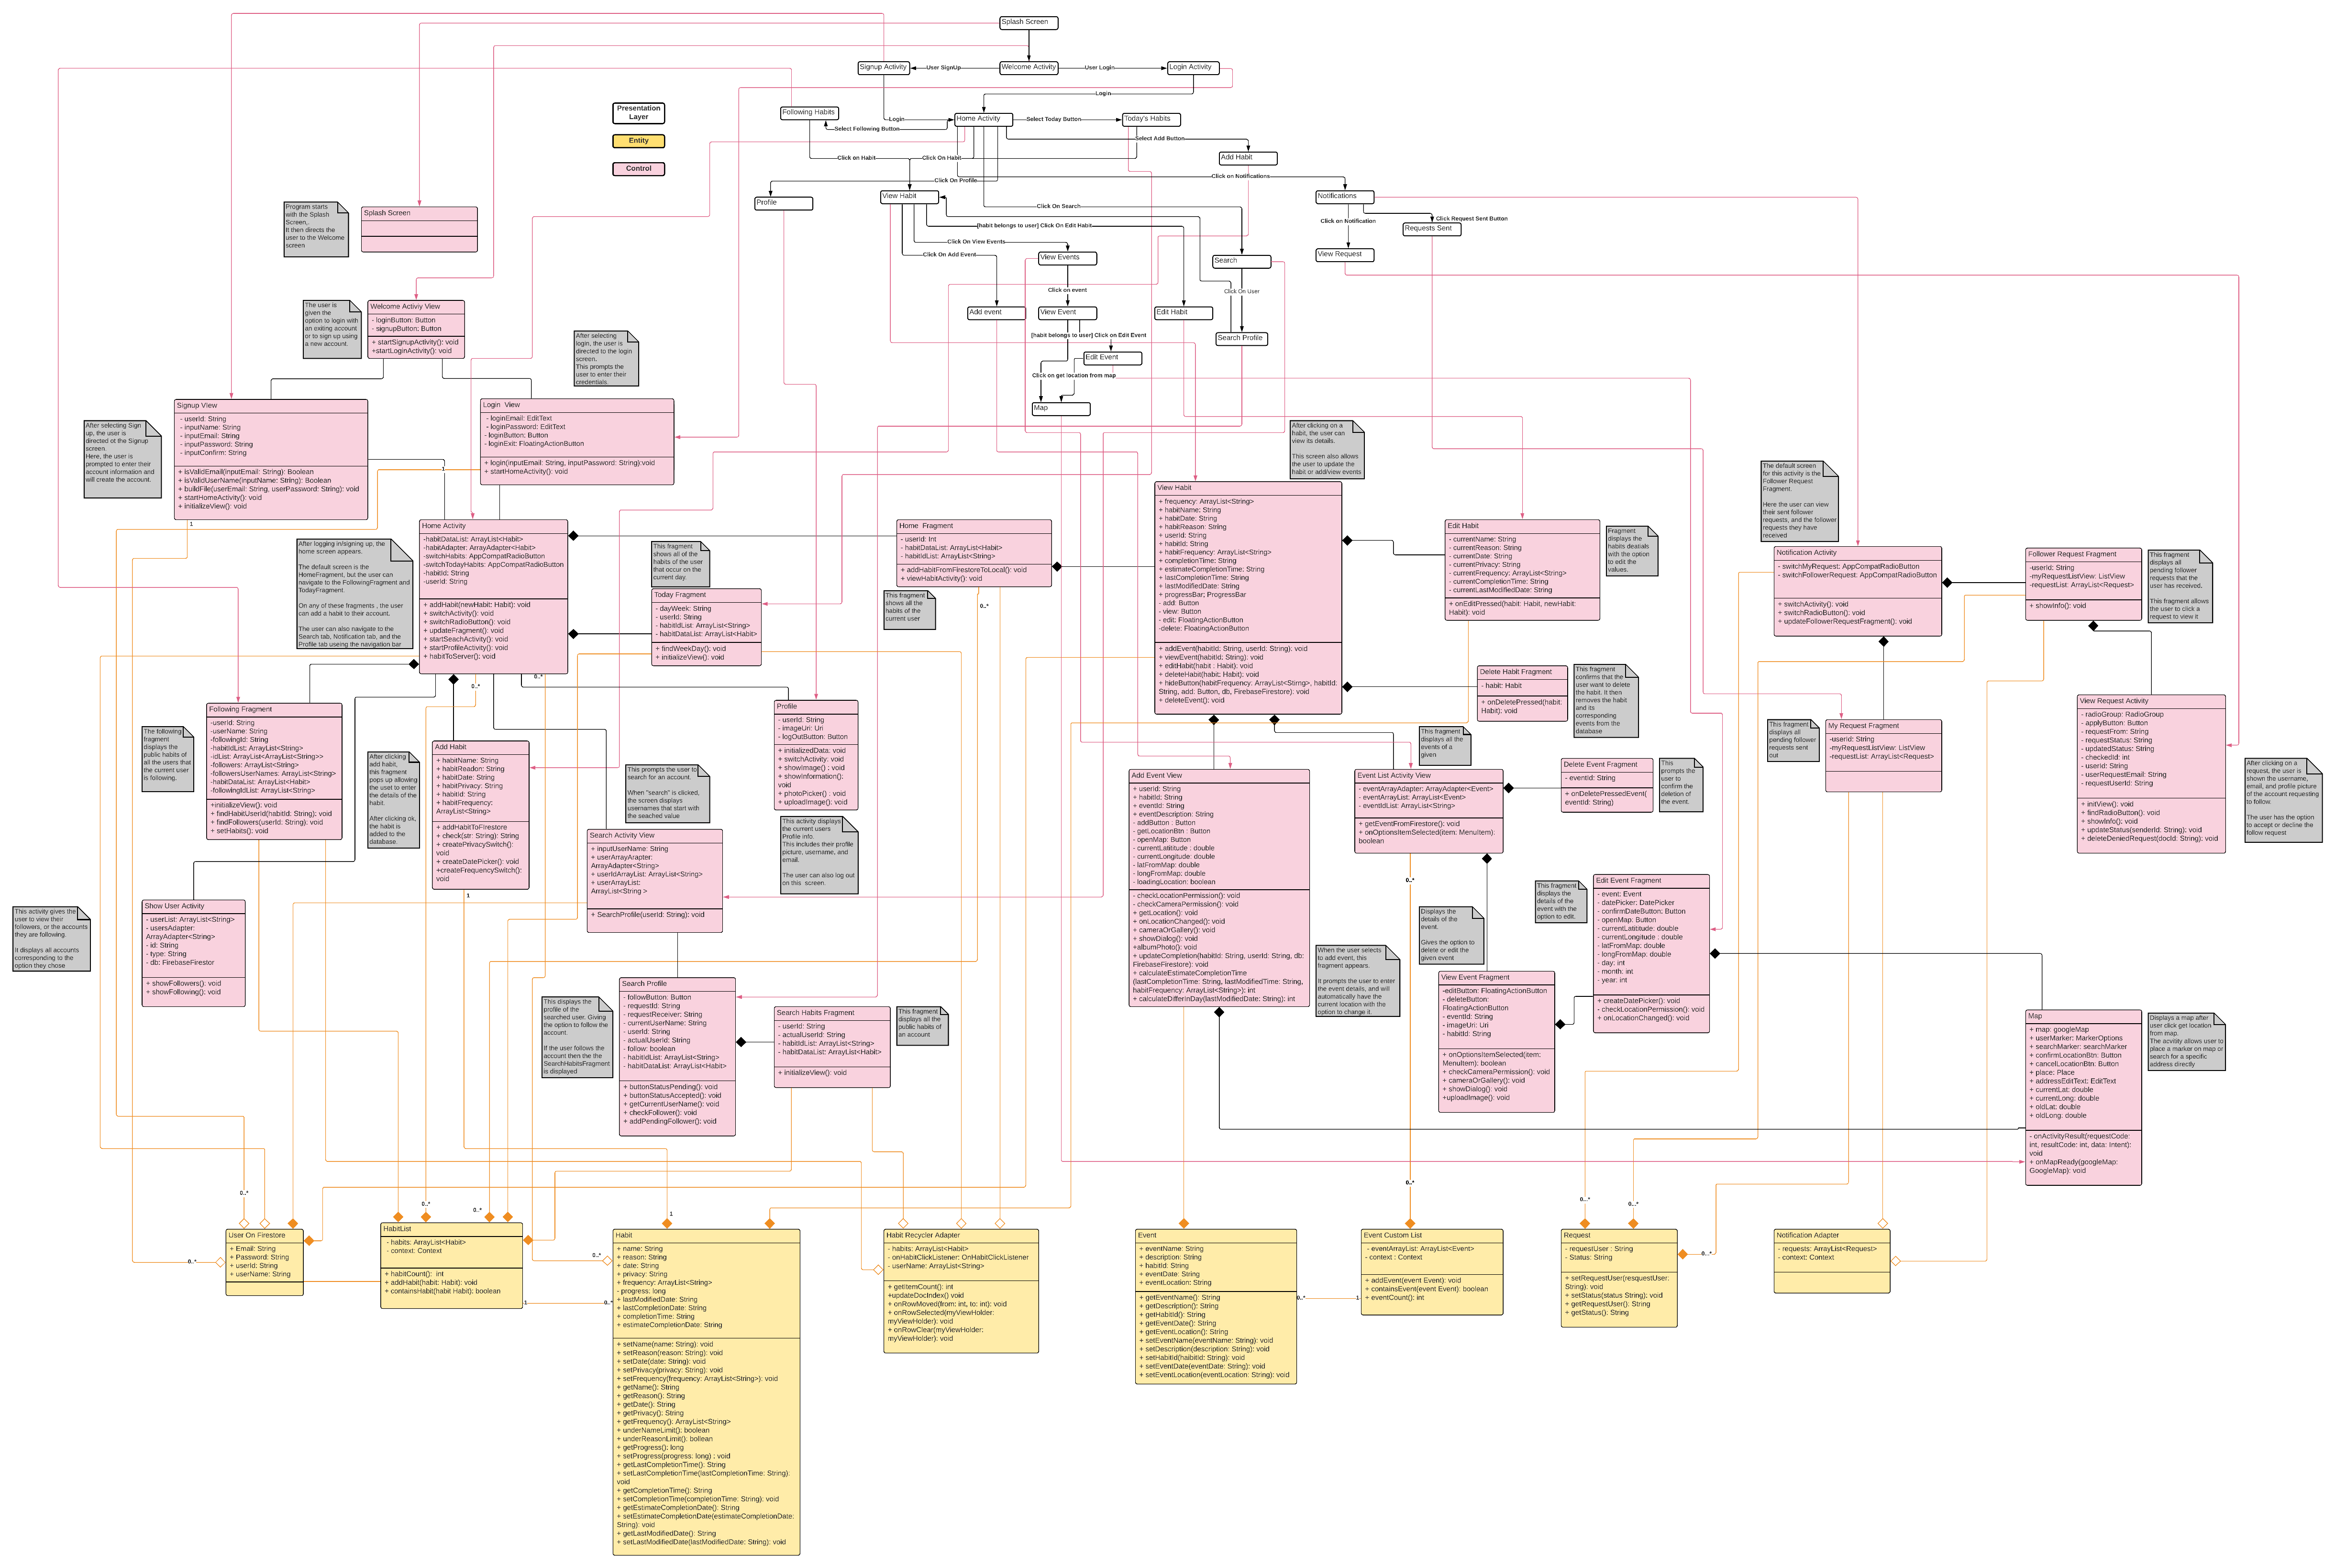 Splash Screen
Signup Activity
User SignUp
Welcome Activity
User Login
Login Activity
Login
Presentation
Layer
Entity
Control
Following Habits
Select Following Button
Login
Home Activity
Select Today Button
Today's Habits
Select Add Button
Add Habit
Click on Habit
Click On Habit
Click On Profile
Click on Notifications
Profile
View Habit
Notifications
Click On Search
Click on Notification
Click Request Sent Button
Requests Sent
[habit belongs to user] Click On Edit Habit
Click On View Events
Click On Add Event
View Events
Search
View Request
Click on event
Click On User
Add event
View Event
Edit Habit
[habit belongs to user] Click on Edit Event
Search Profile
Edit Event
Click on get location from map
Map
Program starts
with the Splash
Screen,.
It then directs the
user to the Welcome
screen
Splash Screen
The user is
given the
option to login with
an exiting account
or to sign up using
a new account.
Welcome Activiy View
- loginButton: Button
- signupButton: Button
+ startSignupActivity(): void
+startLoginActivity(): void
After selecting
login, the user is
directed to the login
screen.
This prompts the
user to enter their
credentials.
After selecting Sign
up, the user is
directed ot the Signup
screen.
Here, the user is
prompted to enter their
account information and
will create the account.
Signup View
- userId: String
- inputName: String
- inputEmail: String
- inputPassword: String
- inputConfirm: String
+ isValidEmail(inputEmail: String): Boolean
+ isValidUserName(inputName: String): Boolean
+ buildFile(userEmail: String, userPassword: String): void
+ startHomeActivity(): void
+ initializeView(): void
1
Login  View
- loginEmail: EditText
- loginPassword: EditText
- loginButton: Button
- loginExit: FloatingActionButton
+ login(inputEmail: String, inputPassword: String):void
+ startHomeActivity(): void
1
After logging in/signing up, the
home screen appears.
The default screen is the
HomeFragment, but the user can
navigate to the FollowingFragment and
TodayFragment.
On any of these fragments , the user
can add a habit to their account.
The user can also navigate to the
Search tab, Notification tab, and the
Profile tab useing the navigation bar
Home Activity
-habitDataList: ArrayList<Habit>
-habitAdapter: ArrayAdapter<Habit>
-switchHabits: AppCompatRadioButton
-switchTodayHabits: AppCompatRadioButton
-habitId: String
-userId: String
+ addHabit(newHabit: Habit): void
+ switchActivity(): void
+ switchRadioButton(): void
+ updateFragment(): void
+ startSeachActivity(): void
+ startProfileActivity(): void
+ habitToServer(): void
0..*
This fragment
shows all of the
habits of the user
that occur on the
current day.
Today Fragment
- dayWeek: String
- userId: String
- habitIdList: ArrayList<String>
- habitDataList: ArrayList<Habit>
+ findWeekDay(): void
+ initializeView(): void
Home  Fragment
- userId: Int
- habitDataList: ArrayList<Habit>
- habitIdList: ArrayList<String>
+ addHabitFromFirestoreToLocal(): void
+ viewHabitActivity(): void
0..*
This fragment
shows all the
habits of the
current user
After clicking on a
habit, the user can
view its details.
This screen also allows
the user to update the
habit or add/view events
View Habit
+ frequency: ArrayList<String>
+ habitName: String
+ habitDate: String
+ habitReason: String
+ userId: String
+ habitId: String
+ habitFrequency: ArrayList<String>
+ completionTime: String
+ estimateCompletionTime: String
+ lastCompletionTime: String
+ lastModifiedDate: String
+ progressBar: ProgressBar
- add: Button
- view: Button
- edit: FloatingActionButton
-delete: FloatingActionButton
+ addEvent(habitId: String, userId: String): void
+ viewEvent(habitId: String): void
+ editHabit(habit : Habit): void
+ deleteHabit(habit: Habit): void
+ hideButton(habitFrequency: ArrayList<Stirng>, habitId:
String, add: Button, db, FirebaseFirestore): void
+ deleteEvent(): void
Edit Habit
- currentName: String
- currentReason: String
- currentDate: String
- currentPrivacy: String
- currentFrequency: ArrayList<String>
- currentCompletionTime: String
- currentLastModifiedDate: String
+ onEditPressed(habit: Habit, newHabit:
Habit): void
Fragment
displays the
habits deatials
with the option
to edit the
values.
Delete Habit Fragment
- habit: Habit
+ onDeletePressed(habit:
Habit): void
This fragment
confirms that the
user want to delete
the habit. It then
removes the habit
and its
corresponding
events from the
database
The default screen
for this activity is the
Follower Request
Fragment.
Here the user can view
their sent follower
requests, and the follower
requests they have
received
Notification Activity
- switchMyRequest: AppCompatRadioButton
- switchFollowerRequest: AppCompatRadioButton
+ switchActivity(): void
+ switchRadioButton(): void
+ updateFollowerRequestFragment(): void
Follower Request Fragment
-userId: String
-myRequestListView: ListView
-requestList: ArrayList<Request>
+ showInfo(): void
This fragment
displays all
pending follower
requests that the
user has received.
This fragment allows
the user to click a
request to view it
The following
fragment
displays the
public habits of
all the users that
the current user
is following.
Following Fragment
-userId: String
-userName: String
-followingId: String
-habitIdList: ArrayList<String>
-idList: ArrayList<ArrayList<String>>
-followers: ArrayList<String>
-followersUserNames: ArrayList<String>
-habitDataList: ArrayList<Habit>
-followingIdList: ArrayList<String>
+initializeView(): void
+ findHabitUserId(habitId: String): void
+ findFollowers(userId: String): void
+ setHabits(): void
After clicking
add habit,
this fragment
pops up allowing
the uset to enter
the details of the
habit.
After clicking ok,
the habit is
added to the
database.
0..*
Add Habit
+ habitName: String
+ habitReadon: String
+ habitDate: String
+ habitPrivacy: String
+ habitId: String
+ habitFrequency:
ArrayList<String>
+ addHabitToFIrestore
+ check(str: String): String
+ createPrivacySwitch():
void
+ createDatePicker(): void
+createFrequencySwitch():
void
1
This prompts the user to
search for an account.
When "search" is clicked,
the screen displays
usernames that start with
the seached value
Profile
- userId: String
- imageUri: Uri
- logOutButton: Button
+ initializedData: void
+ switchActivity: void
+ showImage() : void
+ showInformation():
void
+ photoPicker() : void
+ uploadImage(): void
This activity displays
the current users
Profile info.
This includes their profile
picture, username, and
email.
The user can also log out
on this  screen.
Search Activity View
+ inputUserName: String
+ userArrayArapter:
ArrayAdapter<String>
+ userIdArrayList: ArrayList<String>
+ userArrayList:
ArrayList<String >
+ SearchProfile(userId: String): void
This activity gives the
user to view their
followers, or the accounts
they are following.
It displays all accounts
corresponding to the
option they chose
Show User Activity
- userList: ArrayList<String>
- usersAdapter:
ArrayAdapter<String>
- id: String
- type: String
- db: FirebaseFirestor
+ showFollowers(): void
+ showFollowing(): void
This displays the
profile of the
searched user. Giving
the option to follow the
account.
If the user follows the
account then the the
SearchHabitsFragment
is displayed
Search Profile
- followButton: Button
- requestId: String
- requestReceiver: String
- currentUserName: String
- userId: String
- actualUserId: String
- follow: boolean
- habitIdList: ArrayList<String>
- habitDataList: ArrayList<Habit>
+ buttonStatusPending(): void
+ buttonStatusAccepted(): void
+ getCurrentUserName(): void
+ checkFollower(): void
+ addPendingFollower(): void
Search Habits Fragment
- userId: String
- actualUserId: String
- habitIdList: ArrayList<String>
- habitDataList: ArrayList<Habit>
+ initializeView(): void
This fragment
displays all the
public habits of
an account
Add Event View
+ userId: String
+ habitId: String
+ eventId: String
+ eventDescription: String
- addButton : Button
- getLocationBtn : Button
- openMap: Button
- currentLatititude : double
- currentLongitude: double
- latFromMap: double
- longFromMap: double
- loadingLocation: boolean
- checkLocationPermission(): void
- checkCameraPermission(): void
+ getLocation(): void
+ onLocationChanged(): void
+ cameraOrGallery(): void
+ showDialog(): void
+albumPhoto(): void
+ updateCompletion(habitId: String, userId: String, db:
FirebaseFirestore): void
+ calculateEstimateCompletion​Time
(lastCompletionTime: String, lastModifiedTime: String,
habitFrequency: ArrayList<String>): int
+ calculateDifferInDay(lastModifiedDate: String): int
When the user selects
to add event, this
fragment appears.
It prompts the user to enter
the event details, and will
automatically have the
current location with the
option to change it.
This fragment
displays all the
events of a
given
Event List Activity View
- eventArrayAdapter: ArrayAdapter<Event>
- eventArrayList: ArrayList<Event>
- eventIdList: ArrayList<String>
+ getEventFromFirestore(): void
+ onOptionsItemSelected(item: MenuItem):
boolean
0..*
Delete Event Fragment
- eventId: String
+ onDeletePressedEvent(
eventId: String)
This
prompts the
user to
confirm the
deletion of
the event.
Displays the
details of the
event.
Gives the option to
delete or edit the
given event
View Event Fragment
-editButton: FloatingActionButton
- deleteButton:
FloatingActionButton
- eventId: String
- imageUri: Uri
- habitId: String
+ onOptionsItemSelected(item:
MenuItem): boolean
+ checkCameraPermission(): void
+ cameraOrGallery(): void
+ showDialog(): void
+uploadImage(): void
This fragment
displays the
details of the
event with the
option to edit.
Edit Event Fragment
- event: Event
- datePicker: DatePicker
- confirmDateButton: Button
- openMap: Button
- currentLatititude: double
- currentLongitude : double
- latFromMap: double
- longFromMap: double
- day: int
- month: int
- year: int
+ createDatePicker(): void
- checkLocationPermission(): void
+ onLocationChanged(): void
This fragment
displays all
pending follower
requests sent
out
My Request Fragment
-userId: String
-myRequestListView: ListView
-requestList: ArrayList<Request>
View Request Activity
- radioGroup: RadioGroup
- applyButton: Button
- requestFrom: String
- requestStatus: String
- updatedStatus: String
- checkedId: int
- userId: String
- userRequestEmail: String
- requestUserId: String
+ initView(): void
+ findRadioButton(): void
+ showInfo(): void
+ updateStatus(senderId: String): void
+ deleteDeniedRequest(docId: String): void
After clicking on a
request, the user is
shown the username,
email, and profile picture
of the account requesting
to follow.
The user has the option
to accept or decline the
follow request
Map
+ map: googleMap
+ userMarker: MarkerOptions
+ searchMarker: searchMarker
+ confirmLocationBtn: Button
+ cancelLocationBtn: Button
+ place: Place
+ addressEditText: EditText
+ currentLat: double
+ currentLong: double
+ oldLat: double
+ oldLong: double
- onActivityResult(requestCode:
int, resultCode: int, data: Intent):
void
+ onMapReady(googleMap:
GoogleMap): void
Displays a map after
user click get location
from map.
The acvitity allows user to
place a marker on map or
search for a specific
address directly
0..*
0..*
0..*
0..*
1
0..*
0..*
0...*
0...*
0...*
User On Firestore
+ Email: String
+ Password: String
+ userId: String
+ userName: String
HabitList
- habits: ArrayList<Habit>
- context: Context
+ habitCount():  int
+ addHabit(habit: Habit): void
+ containsHabit(habit Habit): boolean
1
0..*
Habit
+ name: String
+ reason: String
+ date: String
+ privacy: String
+ frequency: ArrayList<String>
- progress: long
+ lastModifiedDate: String
+ lastCompletionDate: String
+ completionTime: String
+ estimateCompletionDate: String
+ setName(name: String): void
+ setReason(reason: String): void
+ setDate(date: String): void
+ setPrivacy(privacy: String): void
+ setFrequency(frequency: ArrayList<String>): void
+ getName(): String
+ getReason(): String
+ getDate(): String
+ getPrivacy(): String
+ getFrequency(): ArrayList<String>
+ underNameLimit(): boolean
+ underReasonLimit(): bollean
+ getProgress(): long
+ setProgress(progress: long) : void
+ getLastCompletionTime(): String
+ setLastCompletionTime(lastCompletionTime: String):
void
+ getCompletionTime(): String
+ setCompletionTime(completionTime: String): void
+ getEstimateCompletionDate(): String
+ setEstimateCompletionDate(estimateCompletionDate:
String): void
+ getLastModifiedDate(): String
+ setLastModifiedDate(lastModifiedDate: String): void
Habit Recycler Adapter
- habits: ArrayList<Habit>
- onHabitClickListener: OnHabitClickListener
- userName: ArrayList<String>
+ getItemCount(): int
+updateDocIndex() void
+ onRowMoved(from: int, to: int): void
+ onRowSelected(myViewHolder:
myViewHolder): void
+ onRowClear(myViewHolder:
myViewHolder): void
Event
+ eventName: String
+ description: String
+ habitId: String
+ eventDate: String
+ eventLocation: String
+ getEventName(): String
+ getDescription(): String
+ getHabitId(): String
+ getEventDate(): String
+ getEventLocation(): String
+ setEventName(eventName: String): void
+ setDescription(description: String): void
+ setHabitId(haibitId: String): void
+ setEventDate(eventDate: String): void
+ setEventLocation(eventLocation: String): void
0..*
1
Event Custom List
- eventArrayList: ArrayList<Event>
- context : Context
+ addEvent(event Event): void
+ containsEvent(event Event): boolean
+ eventCount(): int
Request
- requestUser : String
- Status: String
+ setRequestUser(resquestUser:
String): void
+ setStatus(status String): void
+ getRequestUser(): String
+ getStatus(): String
Notification Adapter
- requests: ArrayList<Request>
- context: Context